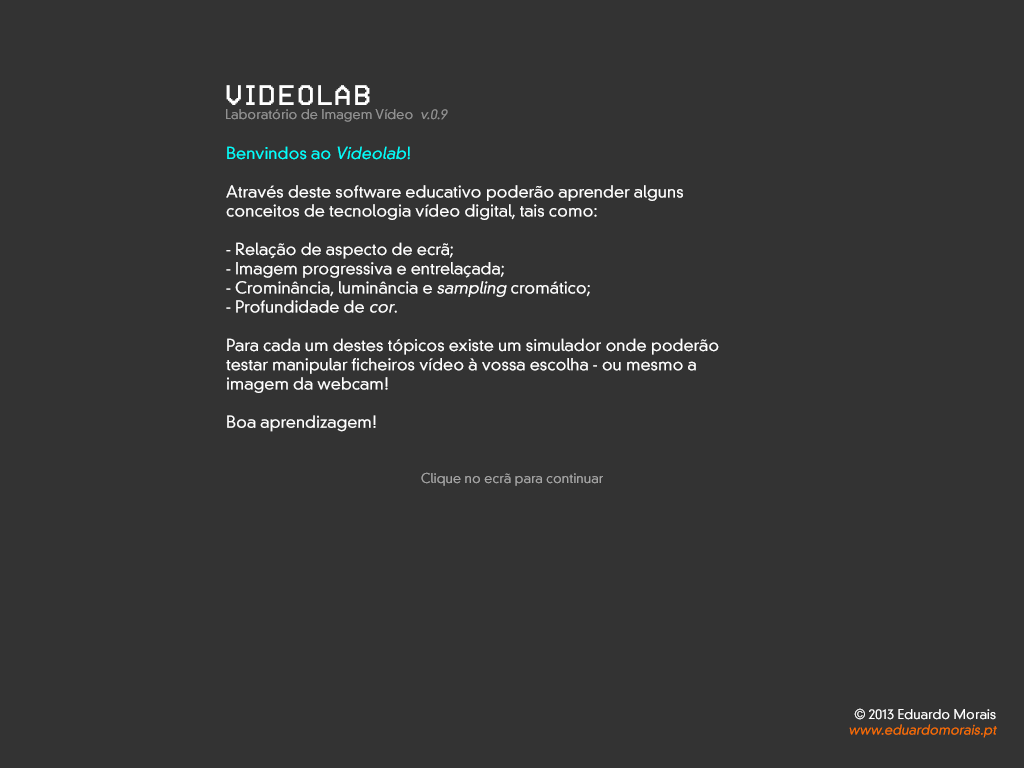 VIDEOLAB
Laboratório de Imagem Vídeo v.0.9
Benvindos ao Videolab!
Através deste software educativo poderão aprender alguns
conceitos de tecnologia vídeo digital, tais como:
- Relação de aspecto de ecrã;
- Imagem progressiva e entrelaçada;
- Crominância, luminância e sampling cromático;
- Profundidade de cor.
Para cada um destes tópicos existe um simulador onde poderão
testar manipular ficheiros vídeo à vossa escolha - ou mesmo a
imagem da webcam!
Boa aprendizagem!
Clique no ecrã para continuar
© 2013 Eduardo Morais
www.eduardomorais.pt